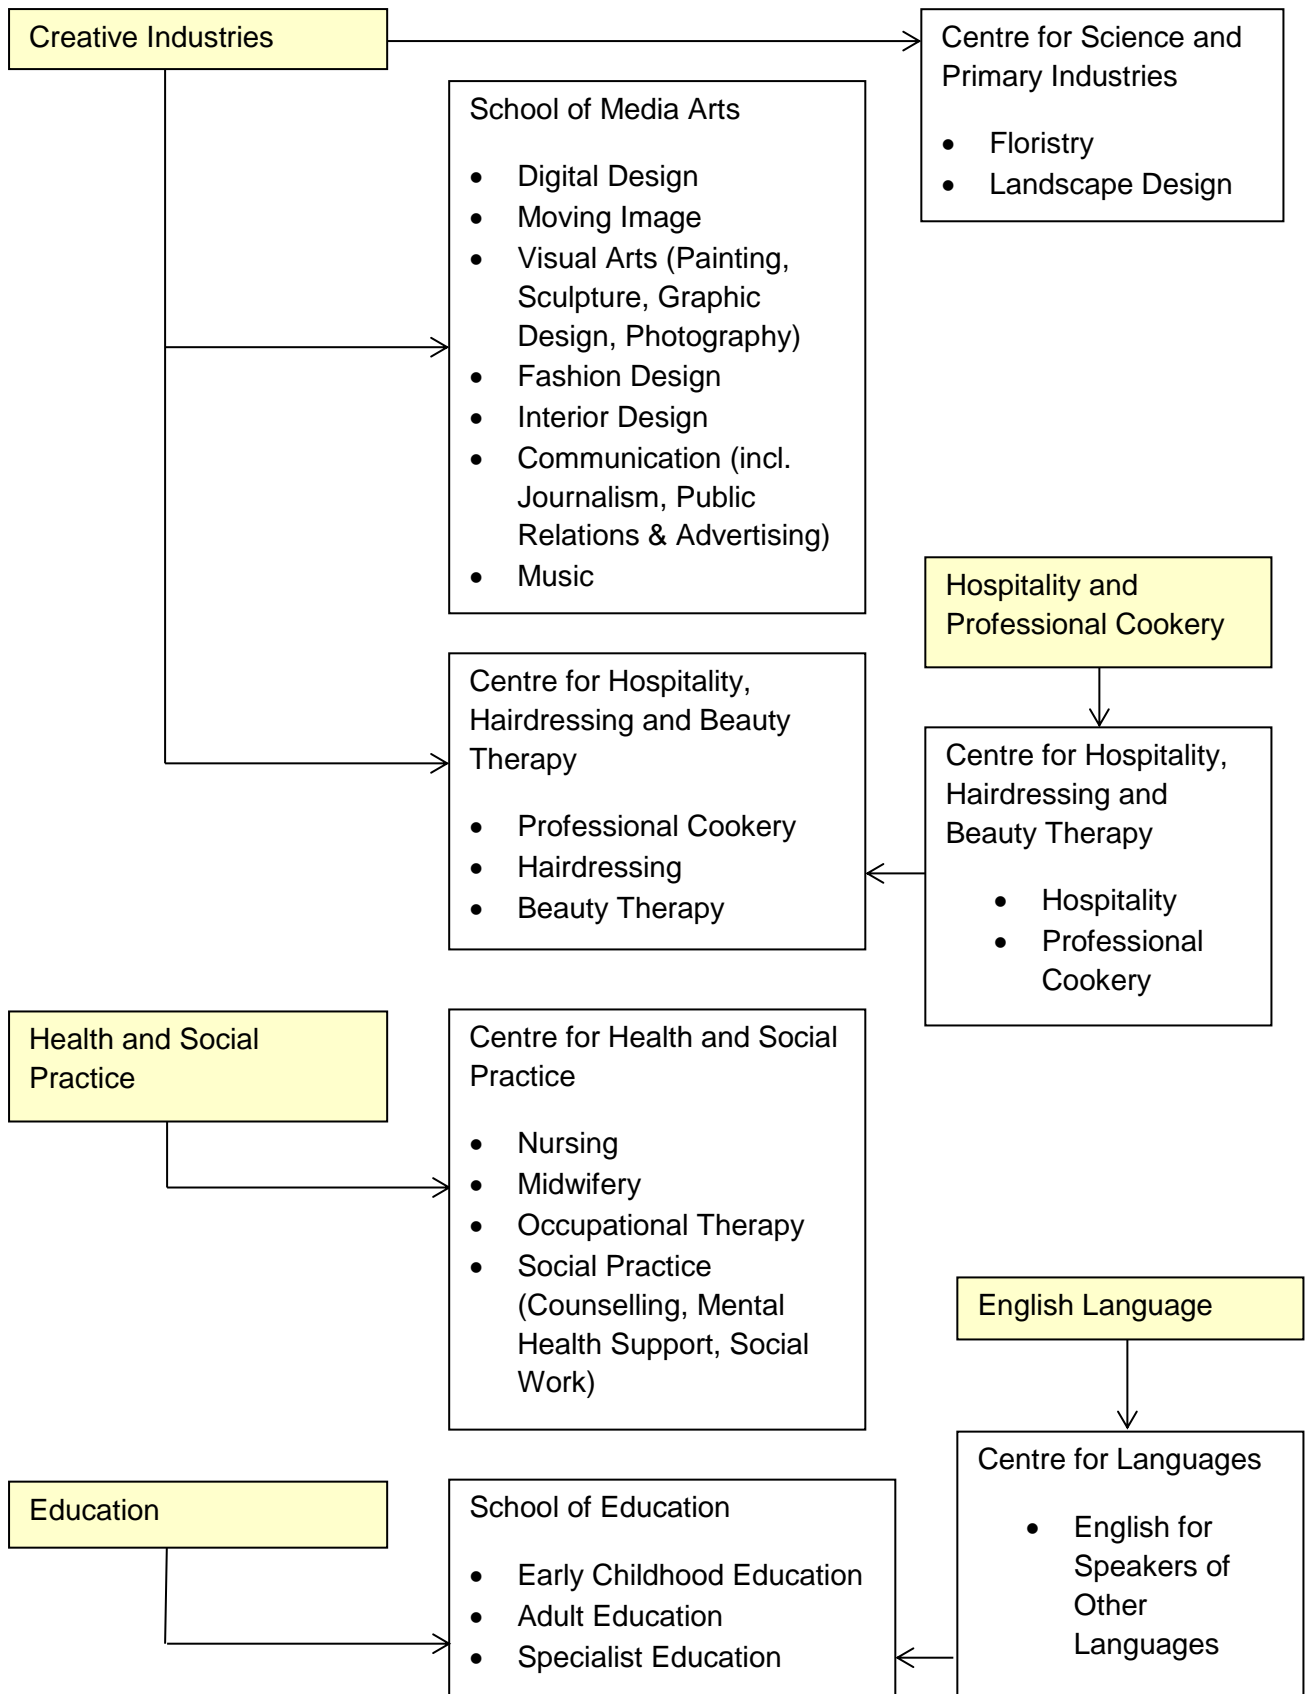 Creative Industries
Centre for Science and
Primary Industries
• Floristry
• Landscape Design
School of Media Arts
• Digital Design
• Moving Image
• Visual Arts (Painting,
Sculpture, Graphic
Design, Photography)
• Fashion Design
• Interior Design
• Communication (incl.
Journalism, Public
Relations & Advertising)
• Music
Hospitality and
Professional Cookery
Centre for Hospitality,
Hairdressing and Beauty
Therapy
• Professional Cookery
• Hairdressing
• Beauty Therapy
Centre for Hospitality,
Hairdressing and
Beauty Therapy
• Hospitality
• Professional
Cookery
Health and Social
Practice
Centre for Health and Social
Practice
• Nursing
• Midwifery
• Occupational Therapy
• Social Practice
(Counselling, Mental
Health Support, Social
Work)
English Language
Centre for Languages
• English for
Speakers of
Other
Languages
Education
School of Education
• Early Childhood Education
• Adult Education
• Specialist Education